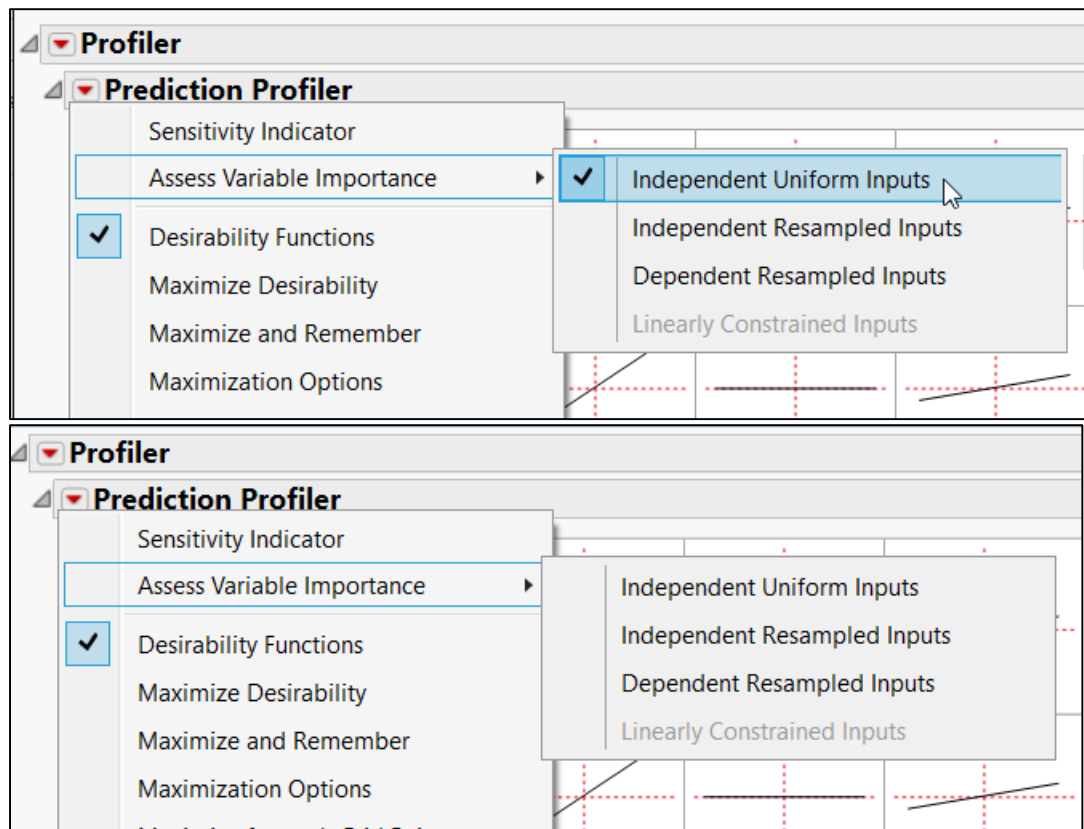 Profiler
Prediction Profiler
Sensitivity Indicator
Assess Variable Importance
Independent Uniform Inputs
Desirability Functions
Independent Resampled Inputs
Maximize Desirability
Dependent Resampled Inputs
Maximize and Remember
Linearly Constrained Inputs
Maximization Options
Profiler
Prediction Profiler
Sensitivity Indicator
Assess Variable Importance
Independent Uniform Inputs
Desirability Functions
Independent Resampled Inputs
Maximize Desirability
Dependent Resampled Inputs
Maximize and Remember
Linearly Constrained Inputs
Maximization Options